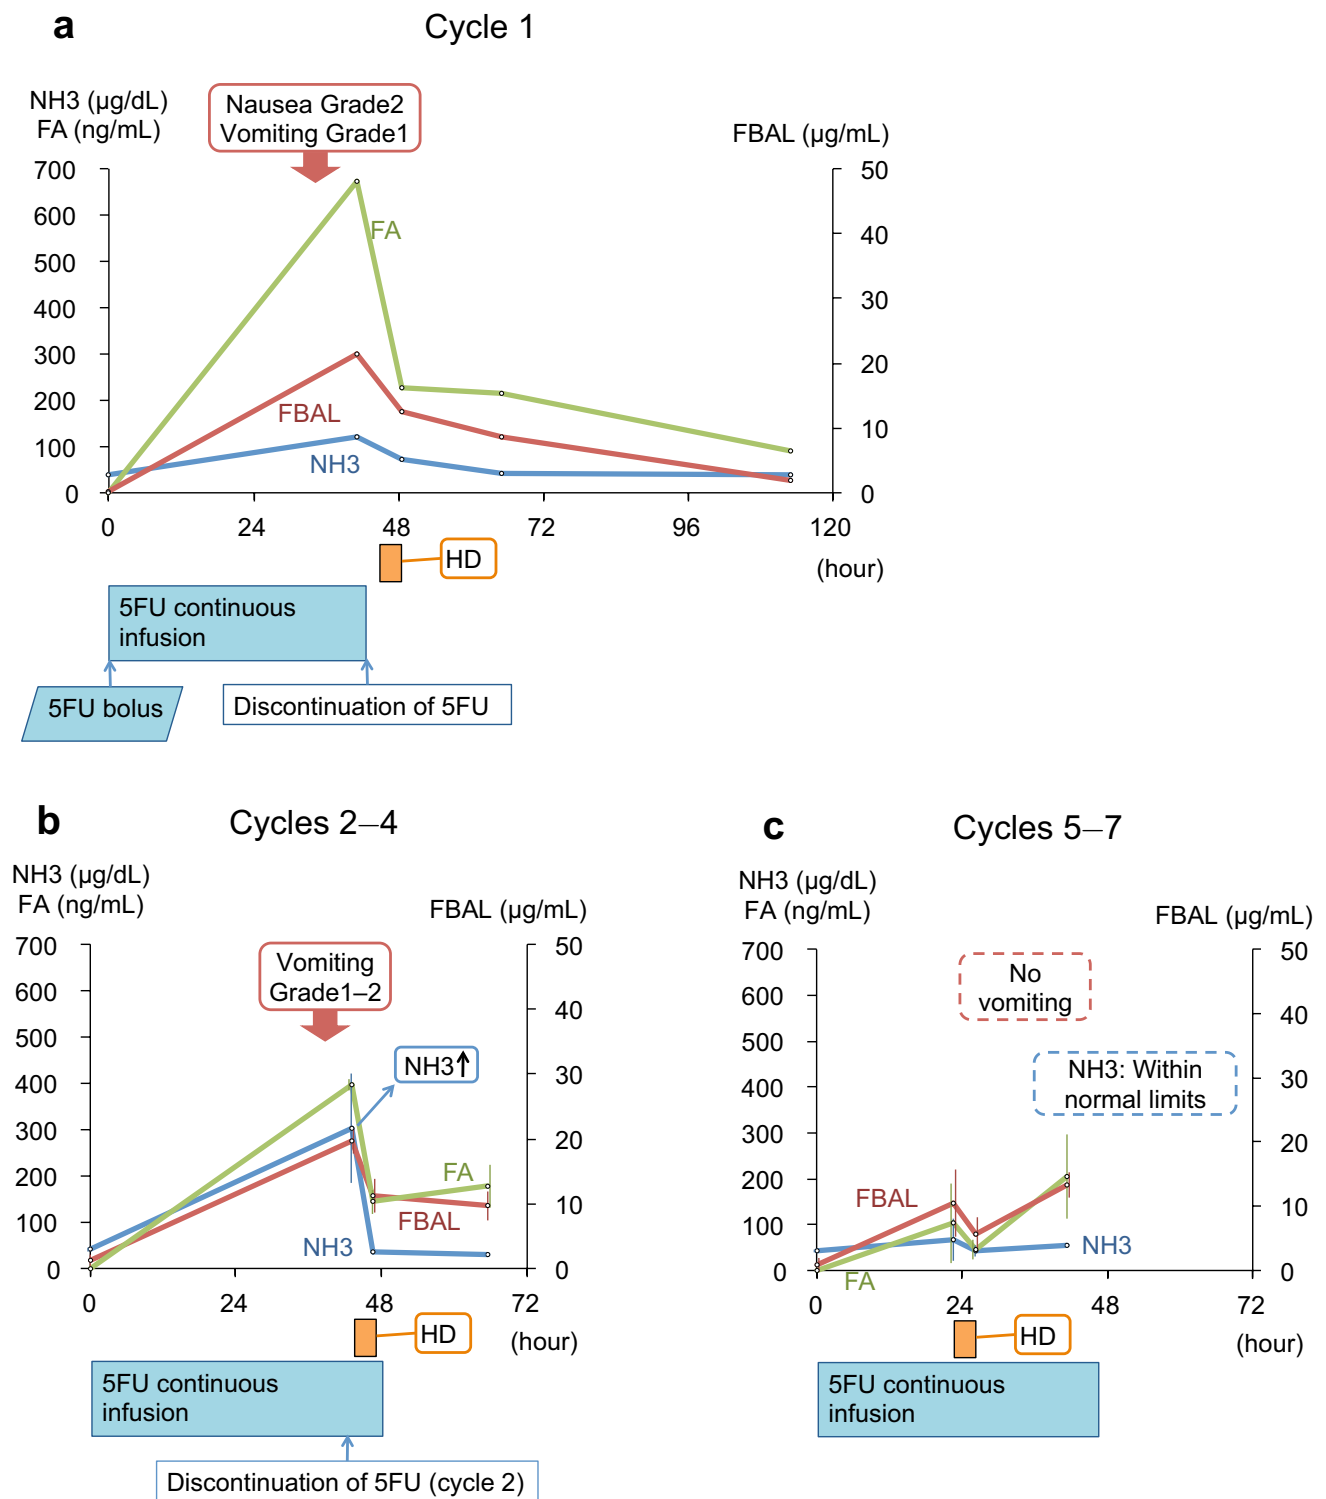 a
Cycle 1
NH3 (µg/dL)
FA (ng/mL)
Nausea Grade2
Vomiting Grade1
FBAL (µg/mL)
700
600
500
400
300
200
100
0
50
40
30
20
10
0
FA
FBAL
NH3
0 24 48 72 96 120
(hour)
HD
5FU continuous
infusion
5FU bolus
Discontinuation of 5FU
b
Cycles 2–4
NH3 (µg/dL)
FA (ng/mL)
FBAL (µg/mL)
700
600
500
400
300
200
100
0
50
40
30
20
10
0
Vomiting
Grade1–2
NH3↑
FA
FBAL
NH3
0 24 48 72
(hour)
HD
5FU continuous
infusion
Discontinuation of 5FU (cycle 2)
c
Cycles 5–7
NH3 (µg/dL)
FA (ng/mL)
FBAL (µg/mL)
700
600
500
400
300
200
100
0
50
40
30
20
10
0
No
vomiting
NH3: Within
normal limits
FBAL
NH3
FA
0 24 48 72
(hour)
HD
5FU continuous
infusion